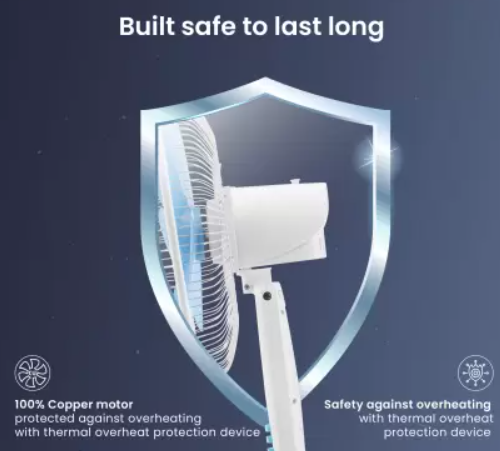 Built safe to last long
100% Copper motor
protected against overheating
with thermal overheat protection device
Safety against overheating
with thermal overheat
protection device